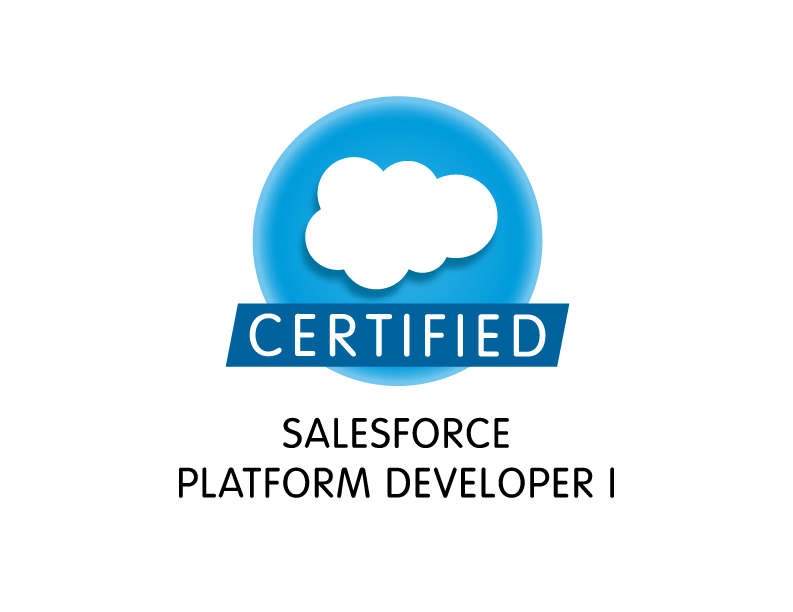 CERTIFIED
SALESFORCE
PLATFORM DEVELOPER I